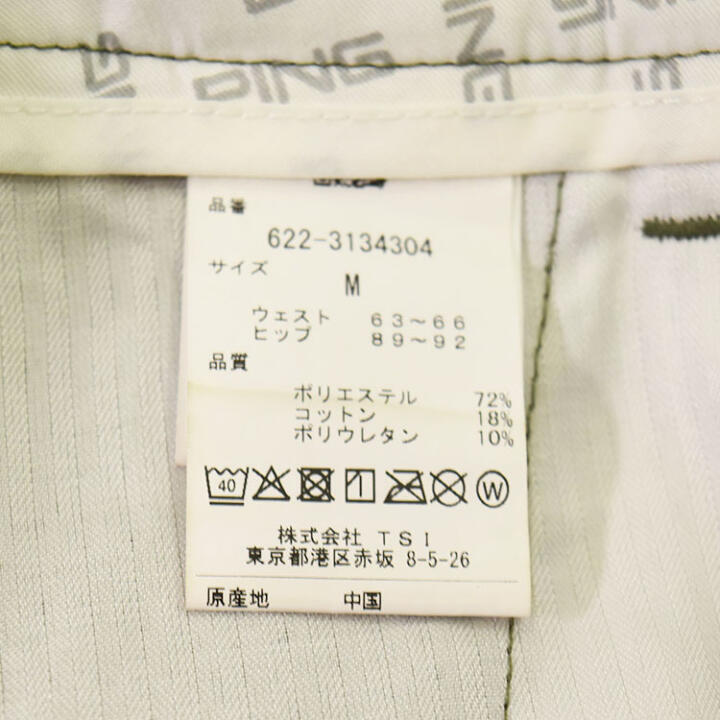 PING
品番
622-3134304
サイズ
M
ウェスト 63～66
ヒップ 89～92
品質
ポリエステル 72%
コットン 18%
ポリウレタン 10%
40
W
株式会社 TSI
東京都港区赤坂 8-5-26
原産地 中国